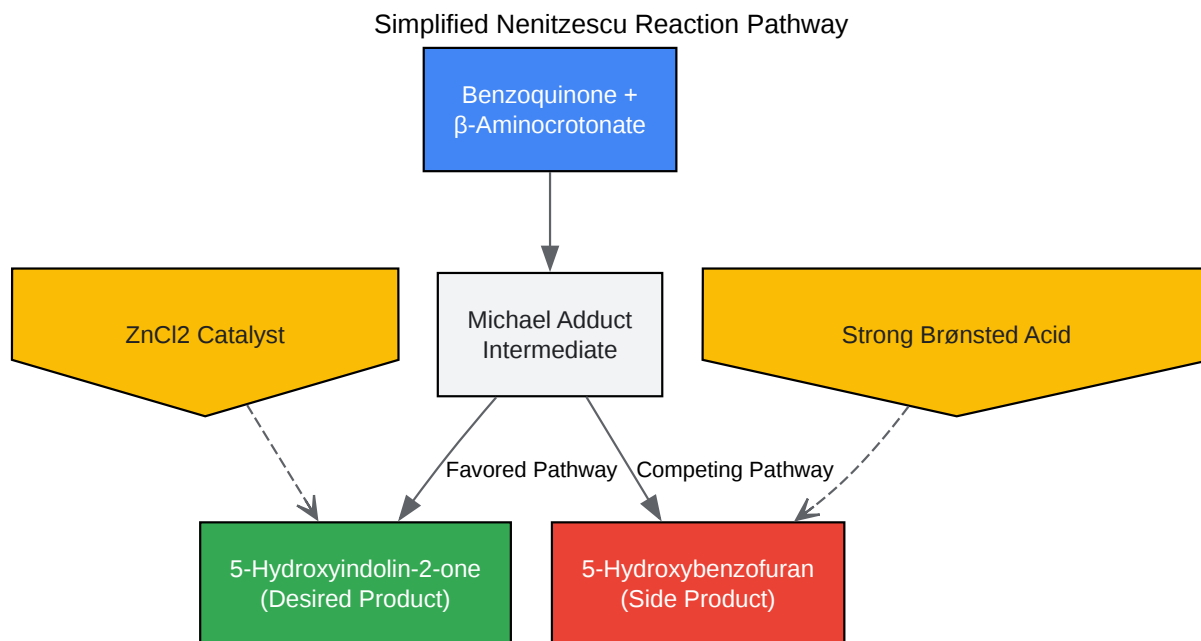 Simplified Nenitzescu Reaction Pathway
Benzoquinone +
β-Aminocrotonate
ZnCl2 Catalyst
Michael Adduct
Intermediate
Strong Brønsted Acid
Favored Pathway
Competing Pathway
5-Hydroxyindolin-2-one
(Desired Product)
5-Hydroxybenzofuran
(Side Product)